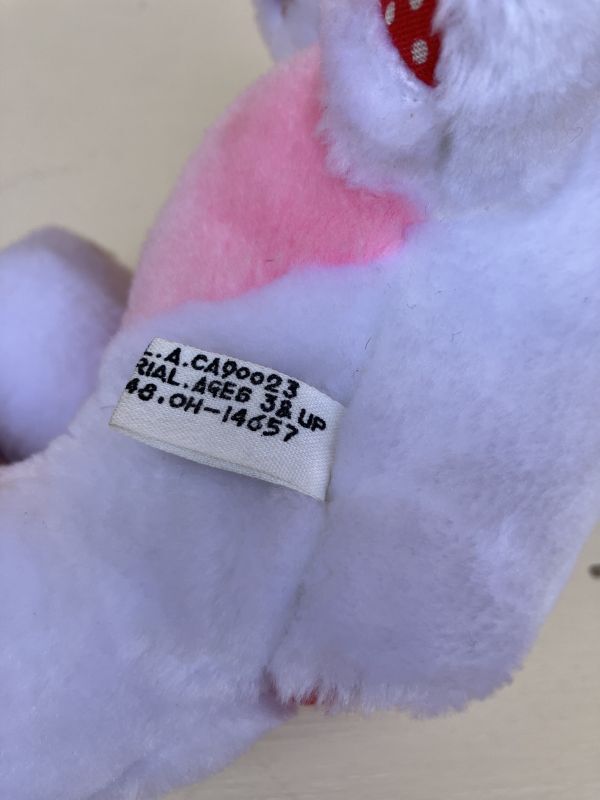 L.A.CA90023
RIAL.AGES 3& UP
48.OH-14657